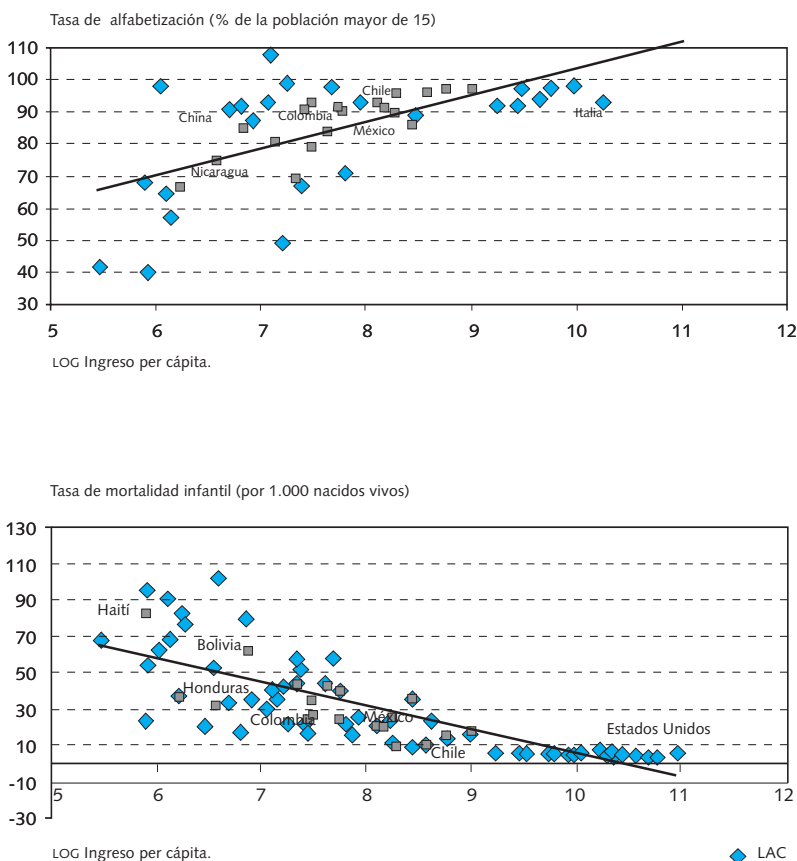 Tasa de alfabetización (% de la población mayor de 15)
110
100
90
80
70
60
50
40
30
China
Nicaragua
Colombia
Chile
México
Italia
5 6 7 8 9 10 11 12
LOG Ingreso per cápita.
Tasa de mortalidad infantil (por 1.000 nacidos vivos)
130
110
90
70
50
30
10
-10
-30
Haití
Bolivia
Honduras
Colombia
México
Chile
Estados Unidos
5 6 7 8 9 10 11 12
LOG Ingreso per cápita.
LAC